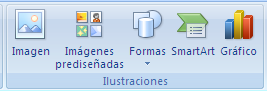 Imagen
Imágenes prediseñadas
Formas
SmartArt
Gráfico
Ilustraciones